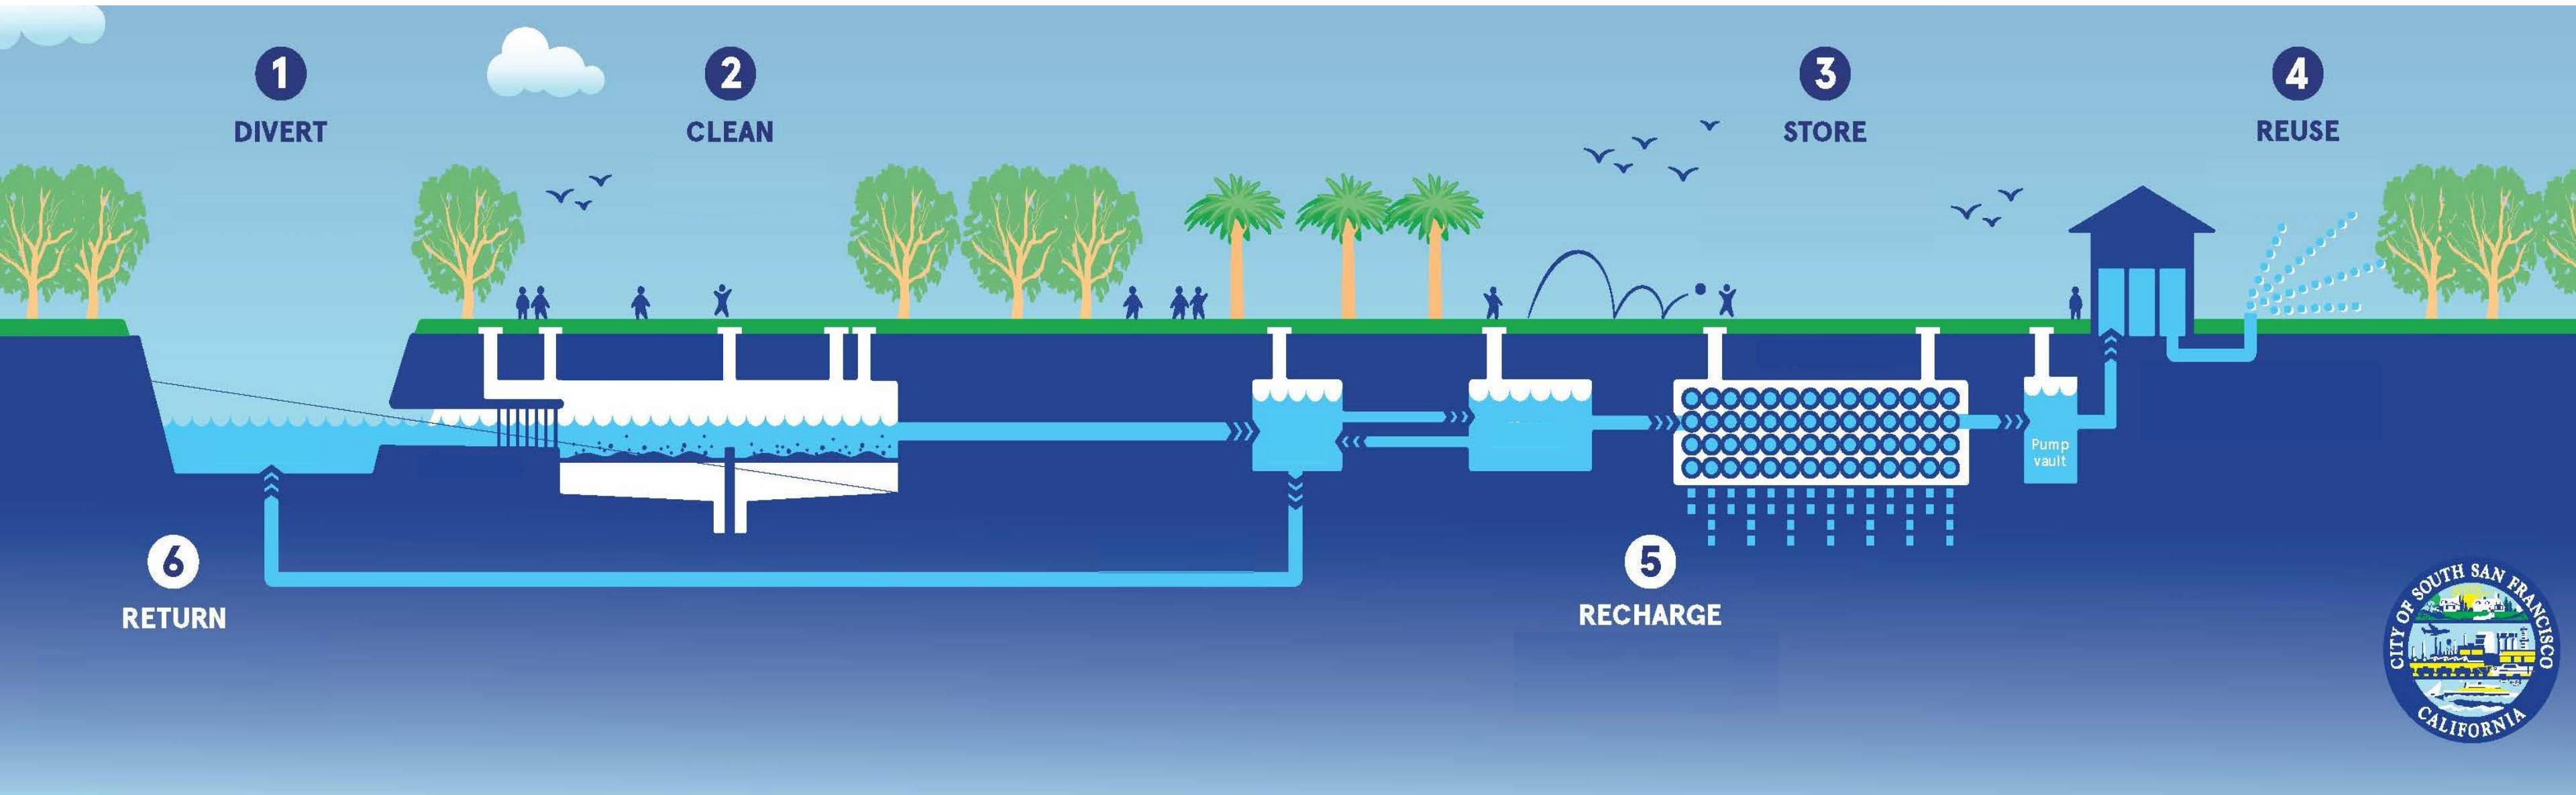 1
DIVERT
2
CLEAN
3
STORE
4
REUSE
Pump
vault
6
RETURN
5
RECHARGE
CITY OF SOUTH SAN FRANCISCO
CALIFORNIA